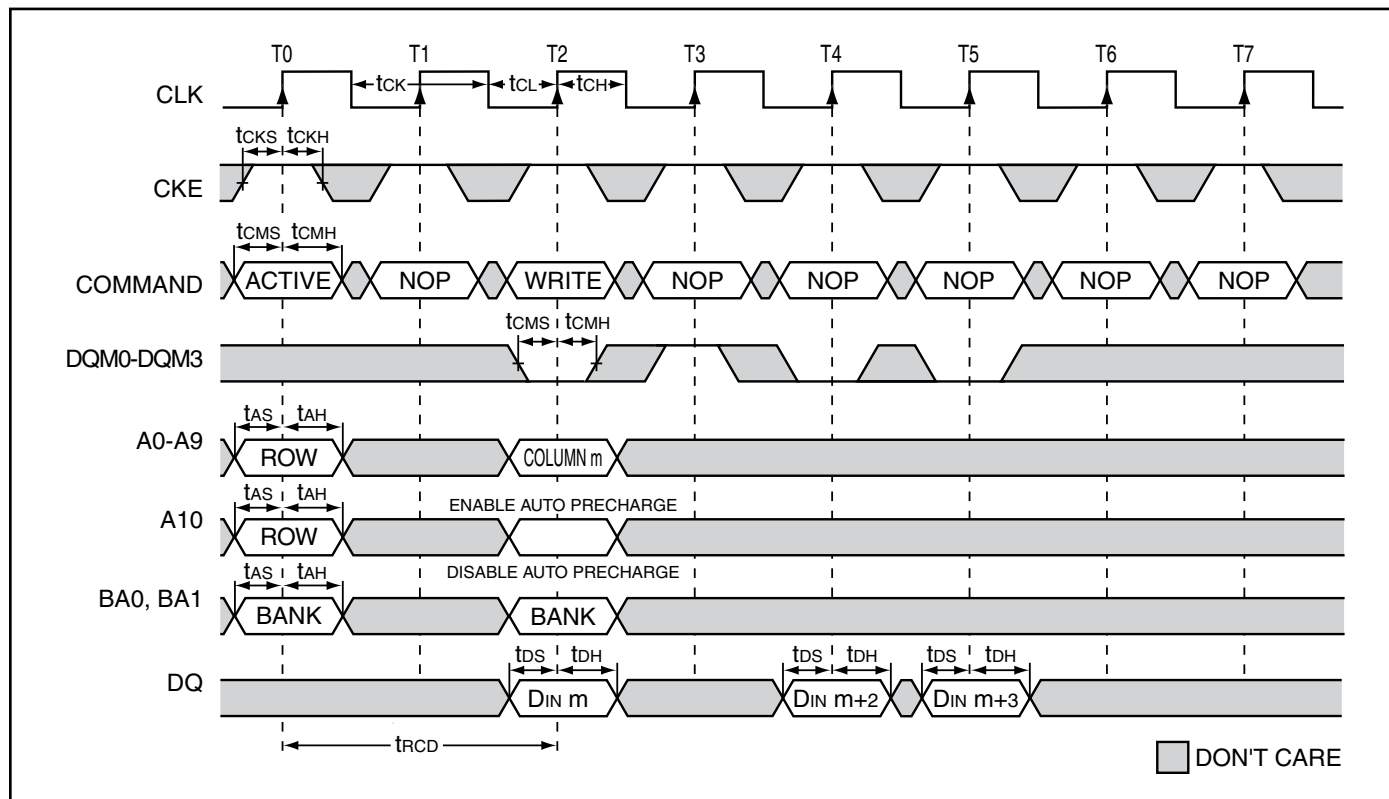 T0 T1 T2 T3 T4 T5 T6 T7
CLK
tCK tCL tCH
tCKS tCKH
CKE
tCMS tCMH
COMMAND
ACTIVE NOP WRITE NOP NOP NOP NOP NOP
tCMS tCMH
DQM0-DQM3
tAS tAH
A0-A9
ROW COLUMN m
tAS tAH
ENABLE AUTO PRECHARGE
A10
ROW
tAS tAH
DISABLE AUTO PRECHARGE
BA0, BA1
BANK BANK
tDS tDH tDS tDH tDS tDH
DQ
DIN m DIN m+2 DIN m+3
tRCD
DON'T CARE